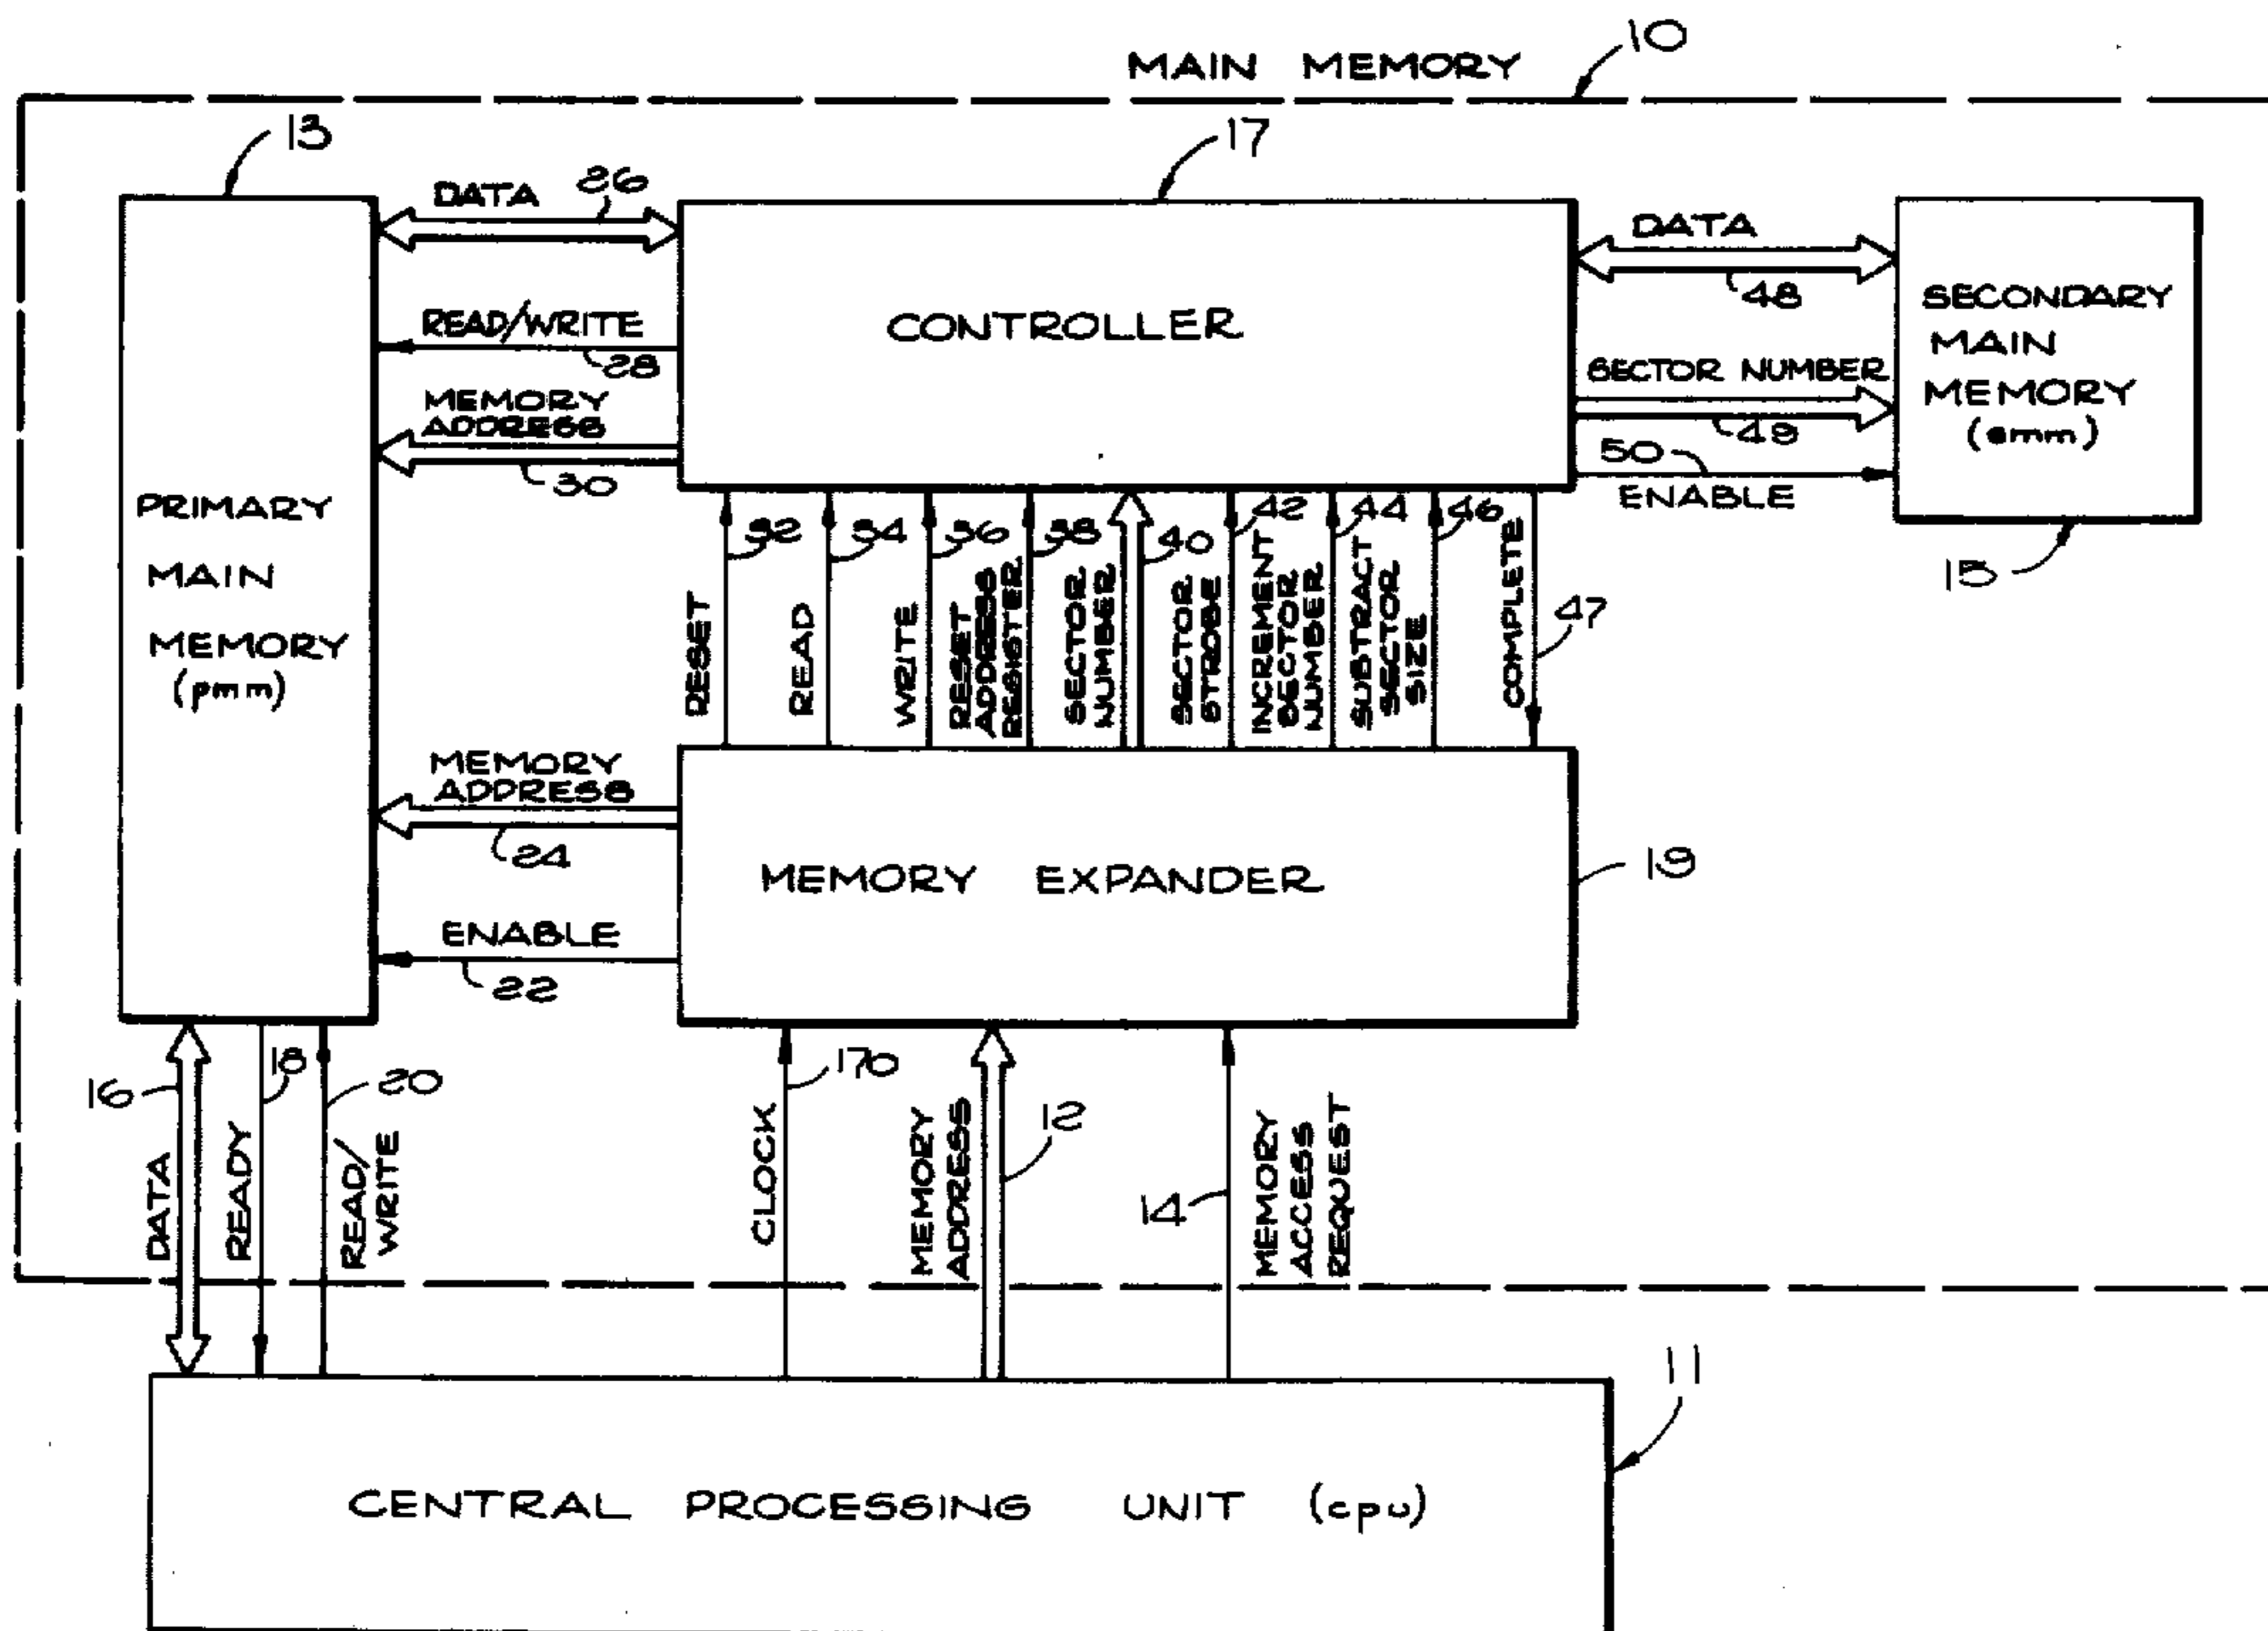 MAIN MEMORY
10
13
17
DATA
26
READ/WRITE
28
MEMORY
ADDRESS
30
CONTROLLER
DATA
48
SECTOR NUMBER
49
50
ENABLE
SECONDARY
MAIN
MEMORY
(smm)
15
PRIMARY
MAIN
MEMORY
(pmm)
32
34
36
38
40
42
44
46
47
RESET
READ
WRITE
RESET
ADDRESS
REGISTER
SECTOR
NUMBER
SECTOR
STROBE
INCREMENT
SECTOR
NUMBER
SUBTRACT
SECTOR
SIZE
COMPLETE
MEMORY
ADDRESS
24
ENABLE
22
MEMORY EXPANDER
19
16
18
20
170
12
14
DATA
READY
READ/
WRITE
CLOCK
MEMORY
ADDRESS
MEMORY
ACCESS
REQUEST
11
CENTRAL PROCESSING UNIT (cpu)